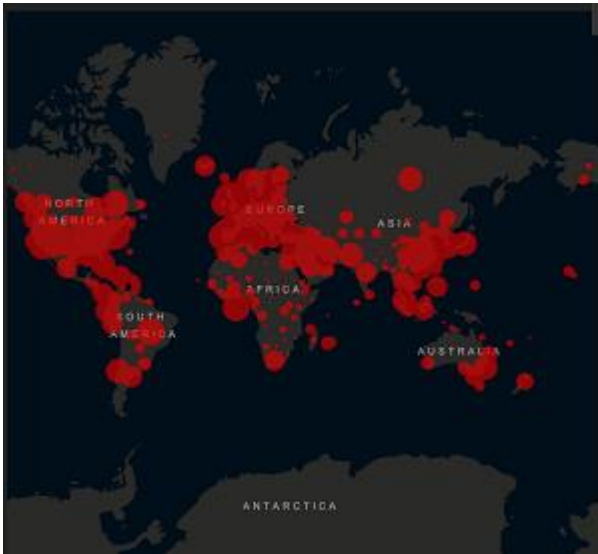 NORTH
AMERICA
EUROPE
ASIA
AFRICA
SOUTH
AMERICA
AUSTRALIA
ANTARCTICA